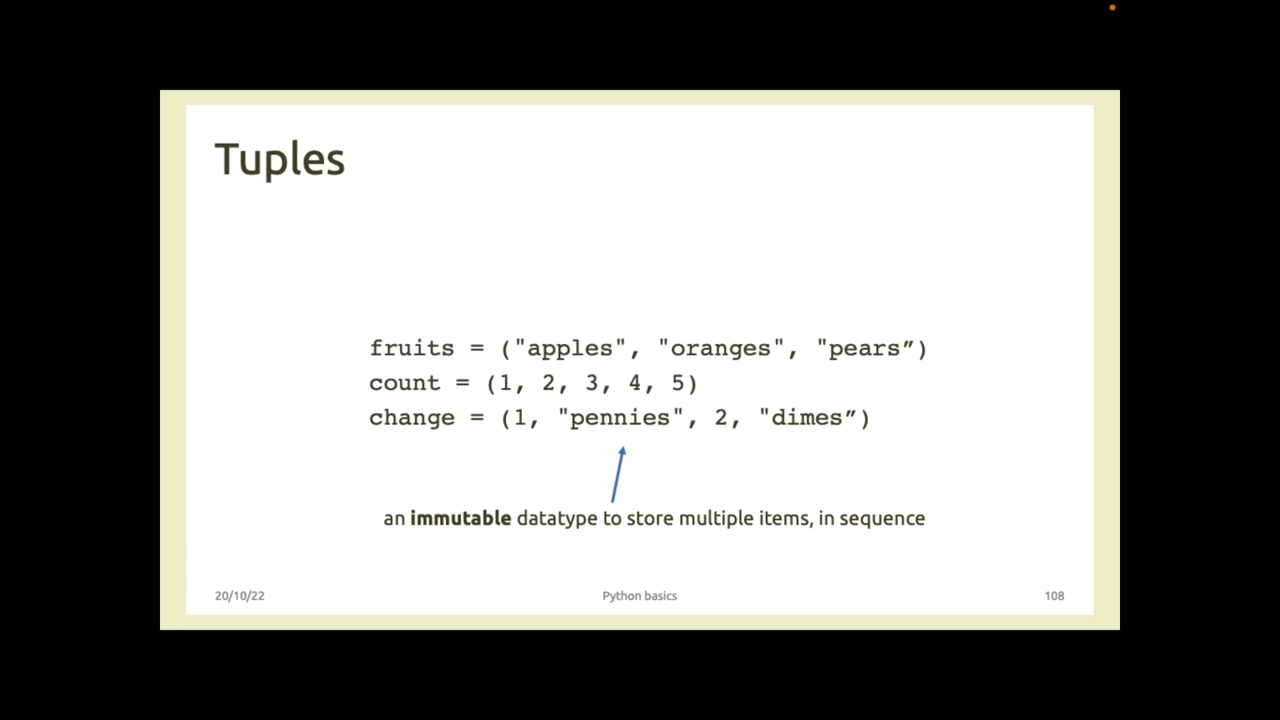 Tuples
fruits = ("apples", "oranges", "pears”)
count = (1, 2, 3, 4, 5)
change = (1, "pennies", 2, "dimes”)
an immutable datatype to store multiple items, in sequence
20/10/22
Python basics
108